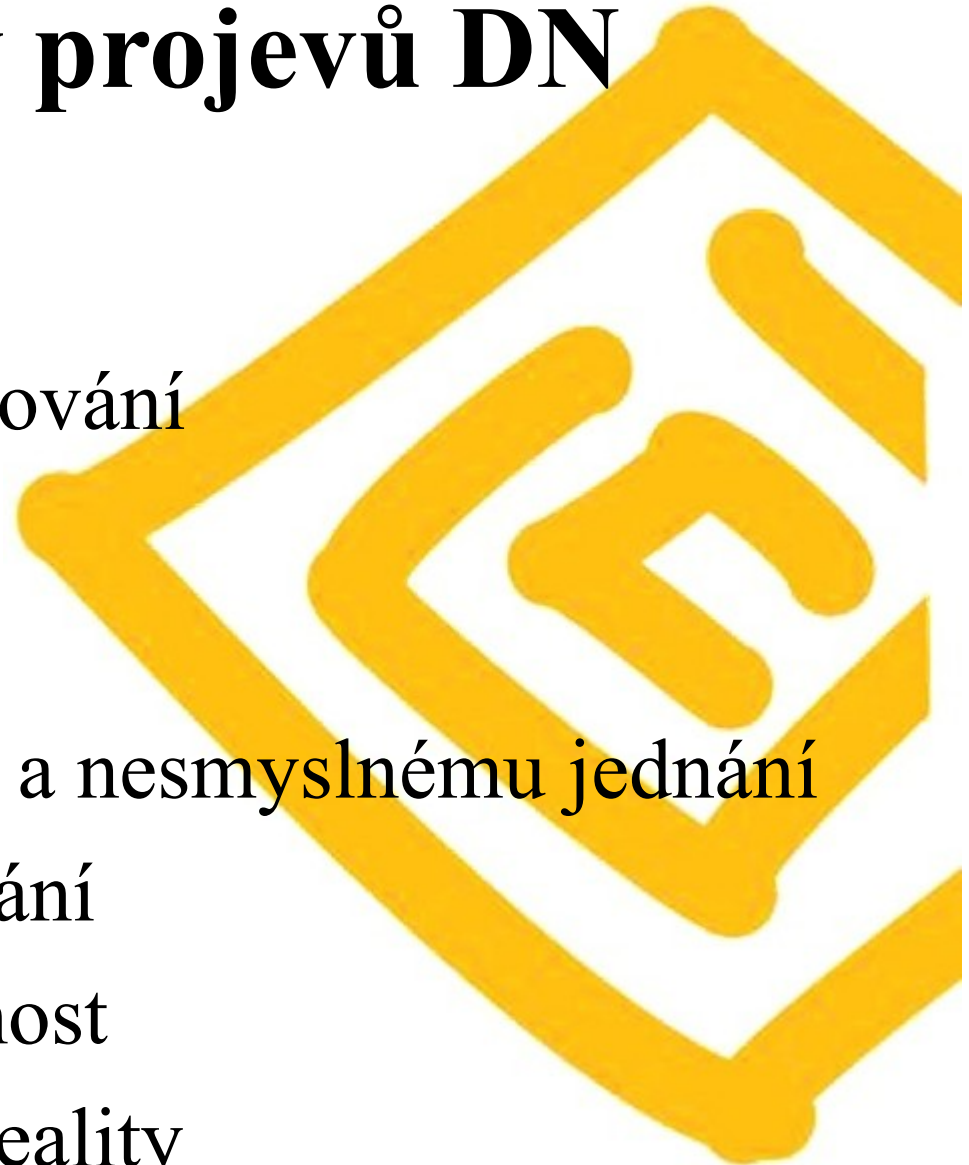 projevů DN
ování
a nesmyslnému jednání
ání
nost
eality